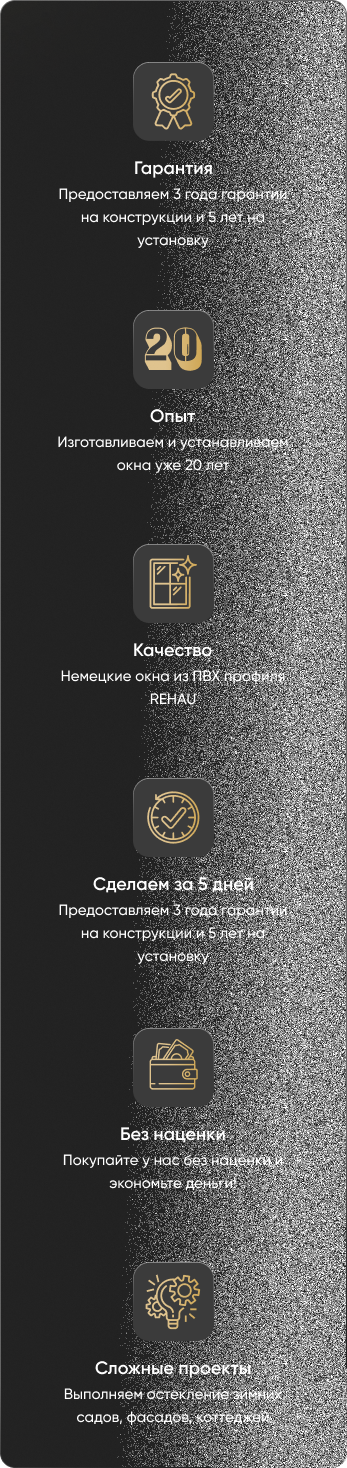 Гарантия
Предоставляем 3 года гарантии
на конструкции и 5 лет на
установку
20
Опыт
Изготавливаем и устанавливаем
окна уже 20 лет
Качество
Немецкие окна из ПВХ профиля
REHAU
Сделаем за 5 дней
Предоставляем 3 года гарантии
на конструкции и 5 лет на
установку
Без наценки
Покупайте у нас без наценки и
экономьте деньги!
Сложные проекты
Выполняем остекление зимних
садов, фасадов, коттеджей.